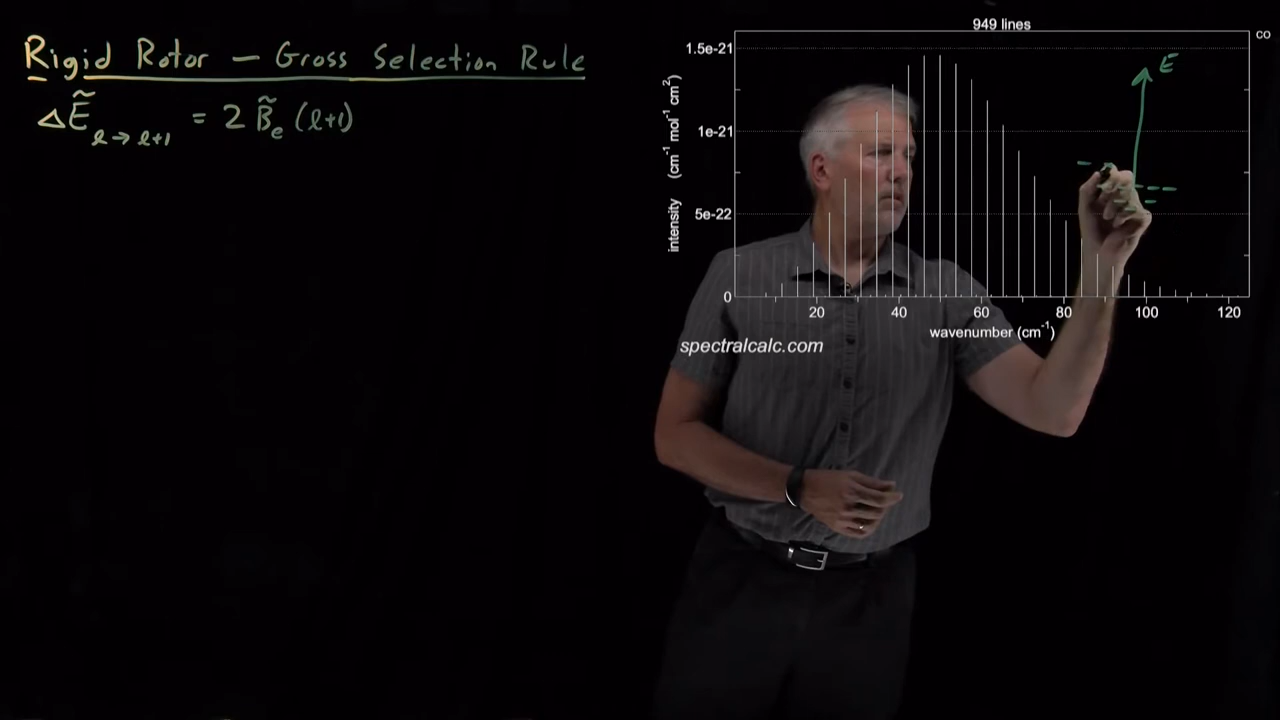 Rigid Rotor – Gross Selection Rule
ΔẼ_{ℓ→ℓ+1} = 2 B̃_e (ℓ+1)
949 lines
CO
1.5e-21
1e-21
5e-22
0
intensity (cm⁻¹ mol⁻¹ cm²)
E
20 40 60 80 100 120
wavenumber (cm⁻¹)
spectralcalc.com